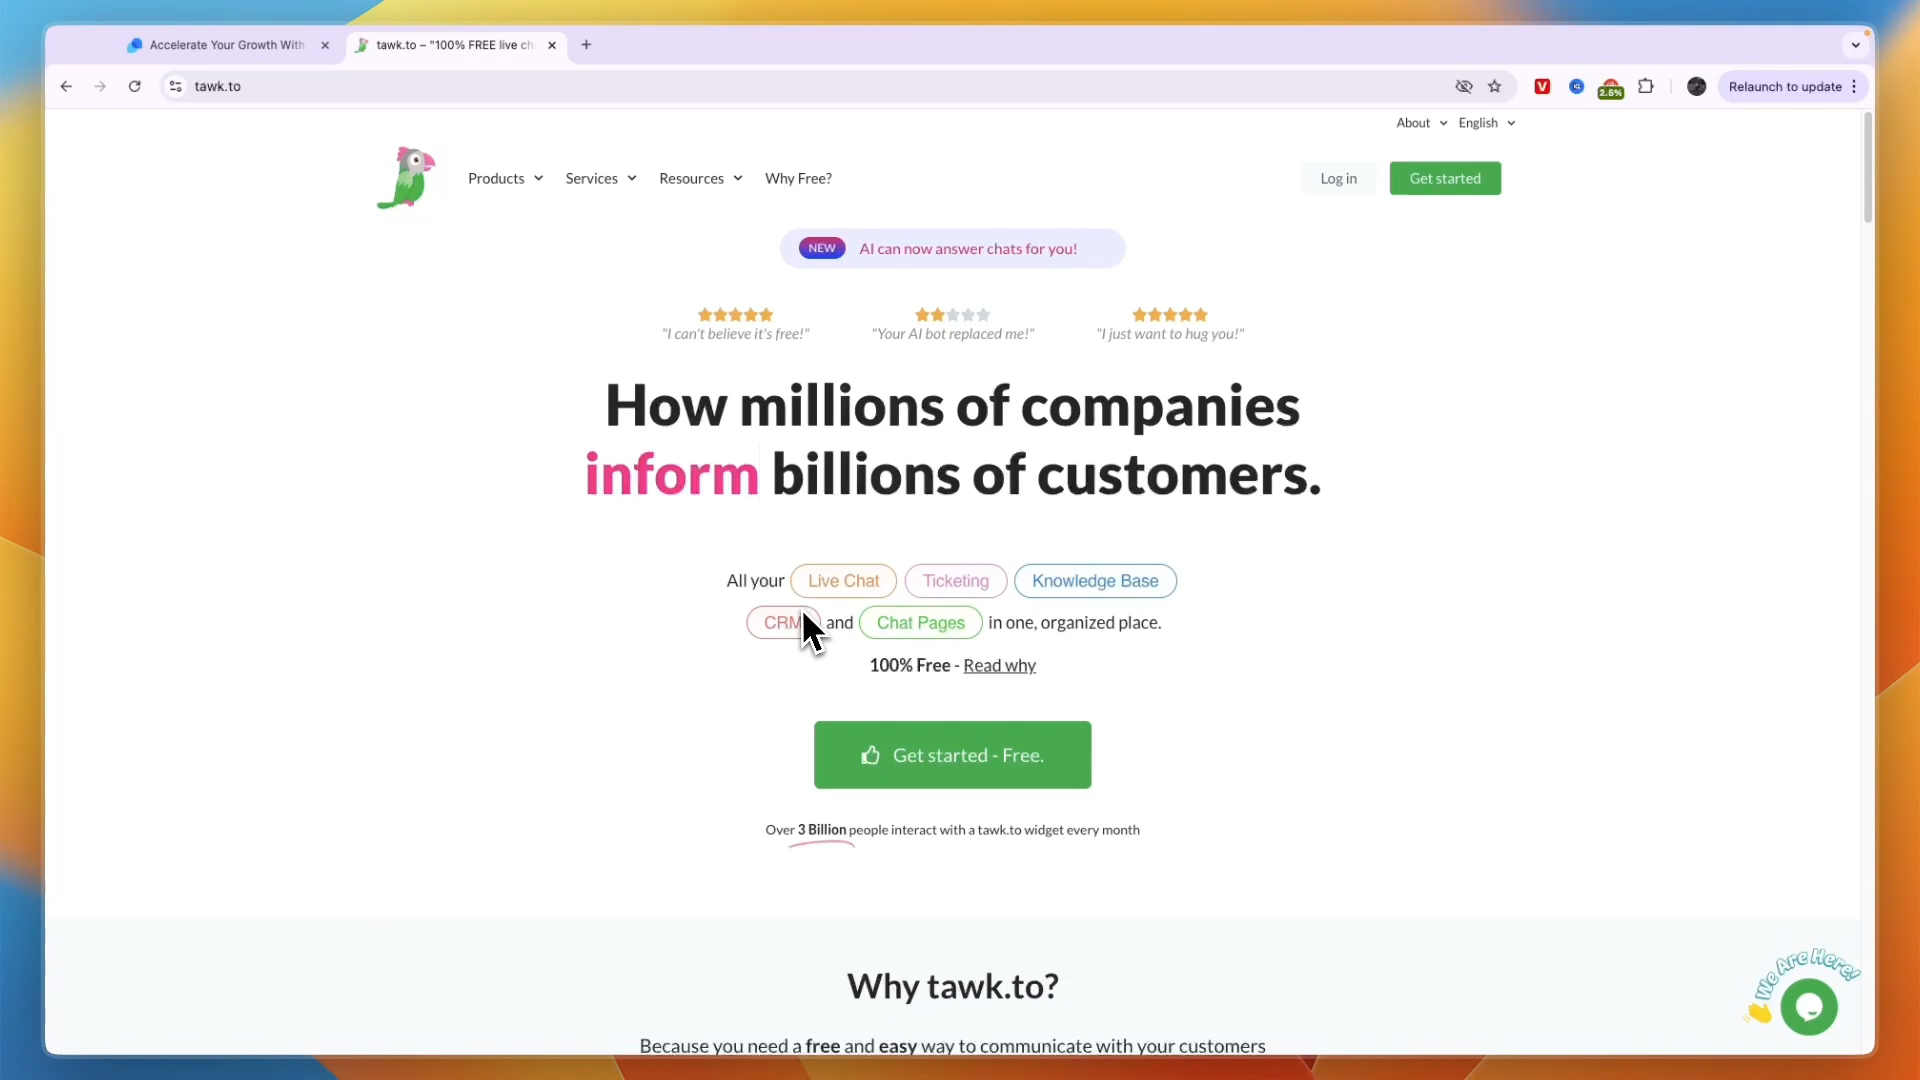 Accelerate Your Growth With
tawk.to – "100% FREE live ch
tawk.to
V
2.6%
Relaunch to update
About English
Products Services Resources Why Free?
Log in Get started
NEW AI can now answer chats for you!
"I can't believe it's free!" "Your AI bot replaced me!" "I just want to hug you!"
How millions of companies
inform billions of customers.
All your Live Chat Ticketing Knowledge Base
CRM and Chat Pages in one, organized place.
100% Free - Read why
Get started - Free.
Over 3 Billion people interact with a tawk.to widget every month
We Are Here!
Why tawk.to?
Because you need a free and easy way to communicate with your customers